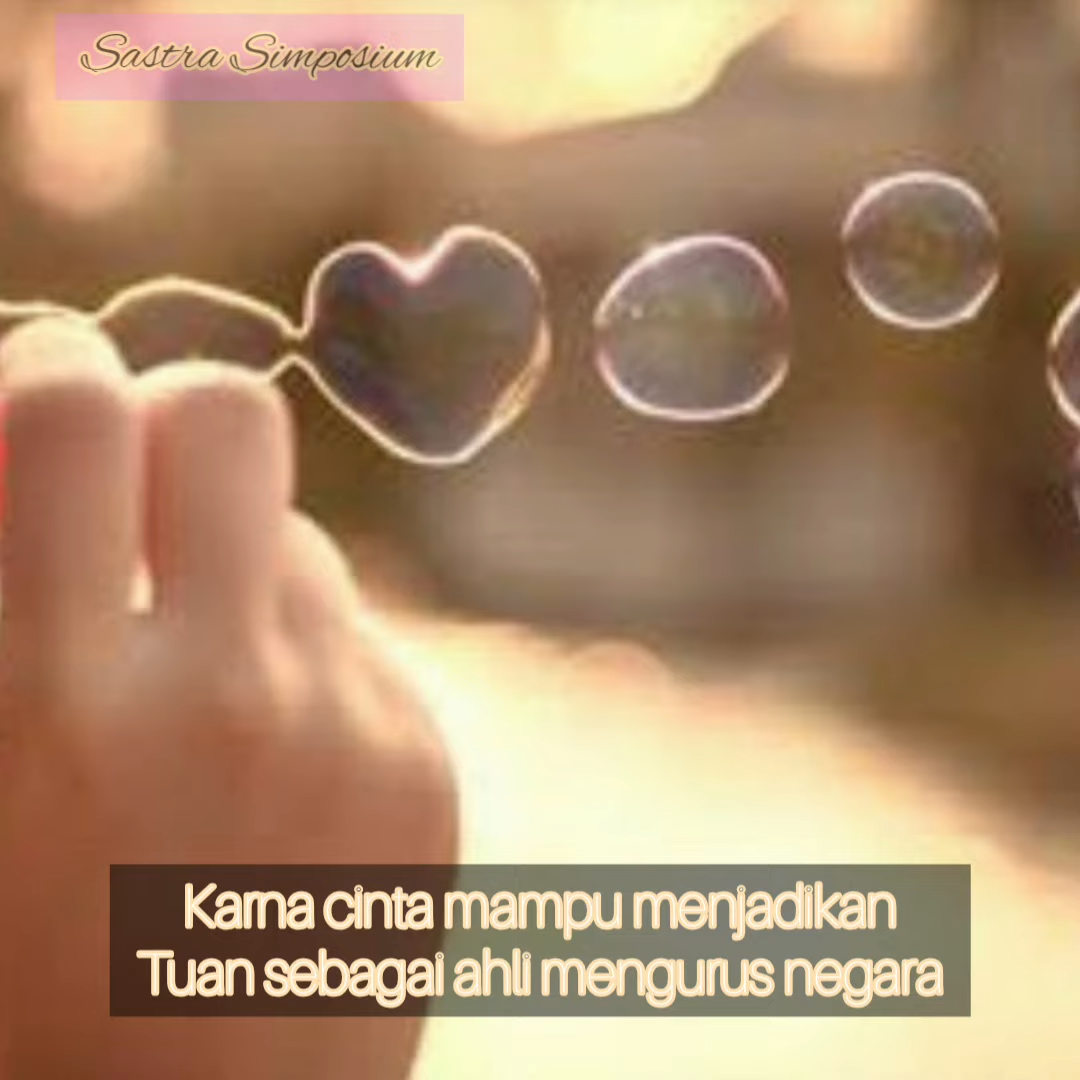 Sastra Simposium
Karna cinta mampu menjadikan
Tuan sebagai ahli mengurus negara